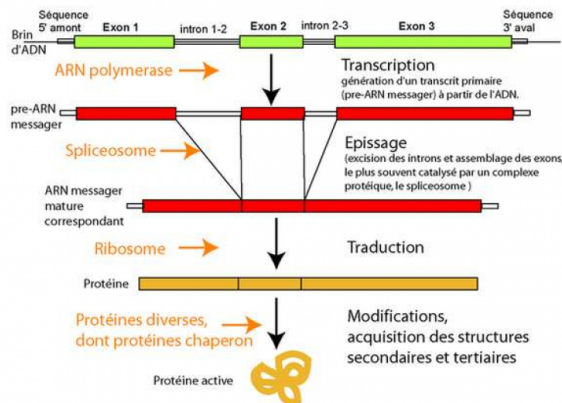 Séquence
5' amont
Exon 1
intron 1-2
Exon 2
intron 2-3
Exon 3
Séquence
3' aval
Brin
d'ADN
ARN polymerase
Transcription
génération d'un transcrit primaire
(pre-ARN messager) à partir de l'ADN.
pre-ARN
messager
Epissage
(excision des introns et assemblage des exons,
le plus souvent catalysé par un complexe
protéique, le spliceosome )
Spliceosome
ARN messager
mature
correspondant
Ribosome
Traduction
Protéine
Protéines diverses,
dont protéines chaperon
Modifications,
acquisition des structures
secondaires et tertiaires
Protéine active